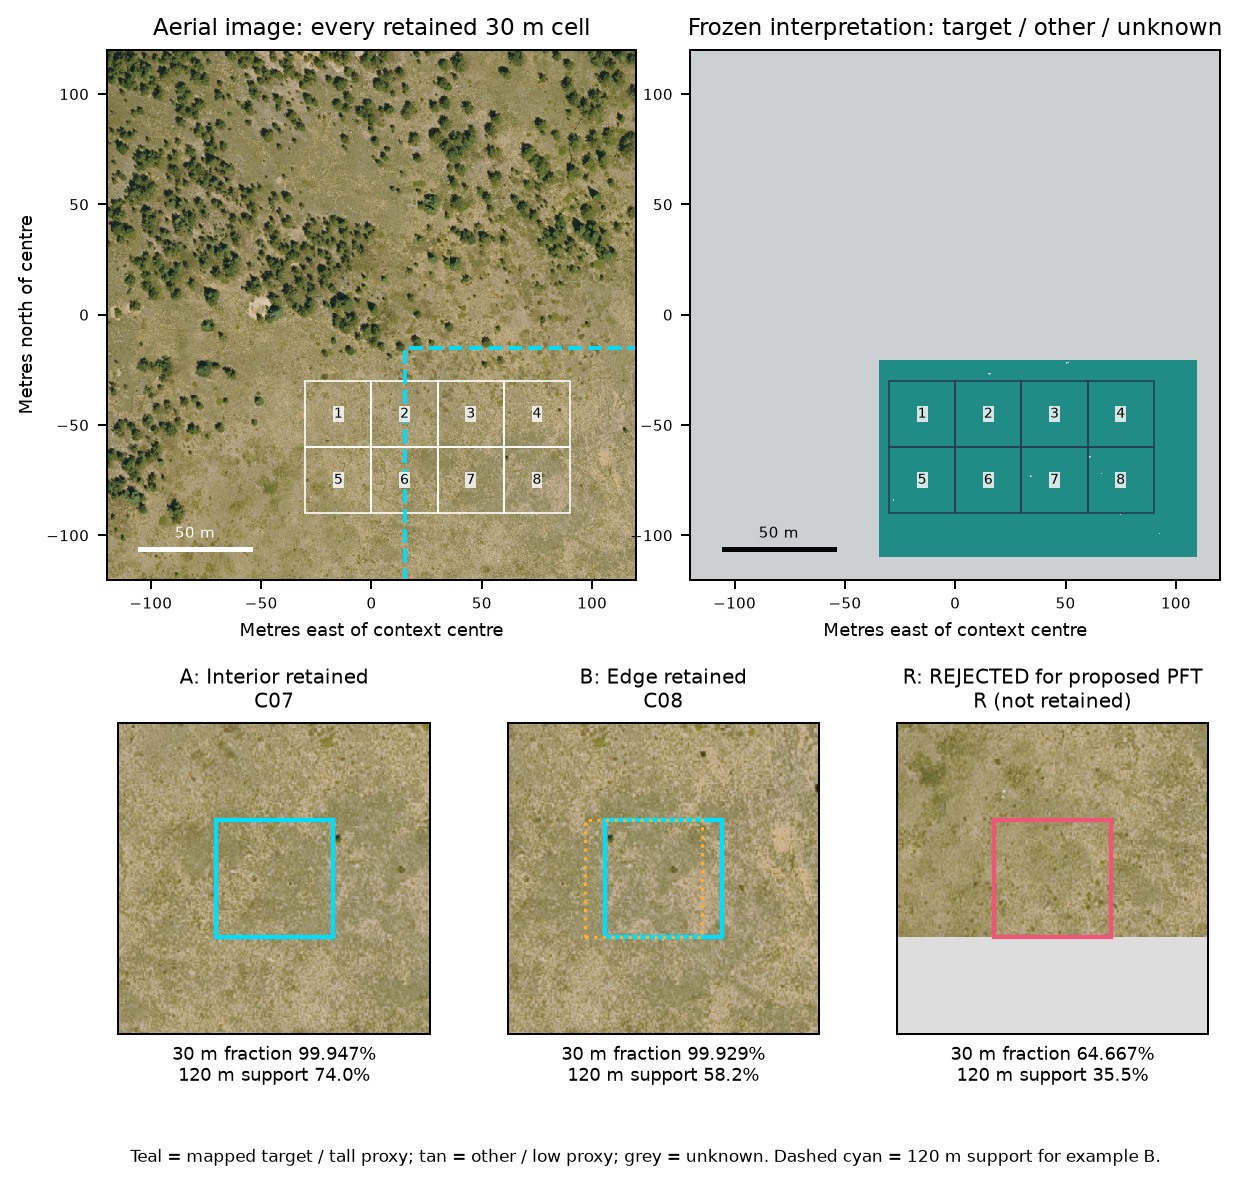 Aerial image: every retained 30 m cell
Frozen interpretation: target / other / unknown
Metres north of centre
100
50
0
−50
−100
1 2 3 4
5 6 7 8
50 m
−100 −50 0 50 100
Metres east of context centre
100
50
0
−50
−100
1 2 3 4
5 6 7 8
50 m
−100 −50 0 50 100
Metres east of context centre
A: Interior retained
C07
30 m fraction 99.947%
120 m support 74.0%
B: Edge retained
C08
30 m fraction 99.929%
120 m support 58.2%
R: REJECTED for proposed PFT
R (not retained)
30 m fraction 64.667%
120 m support 35.5%
Teal = mapped target / tall proxy; tan = other / low proxy; grey = unknown. Dashed cyan = 120 m support for example B.